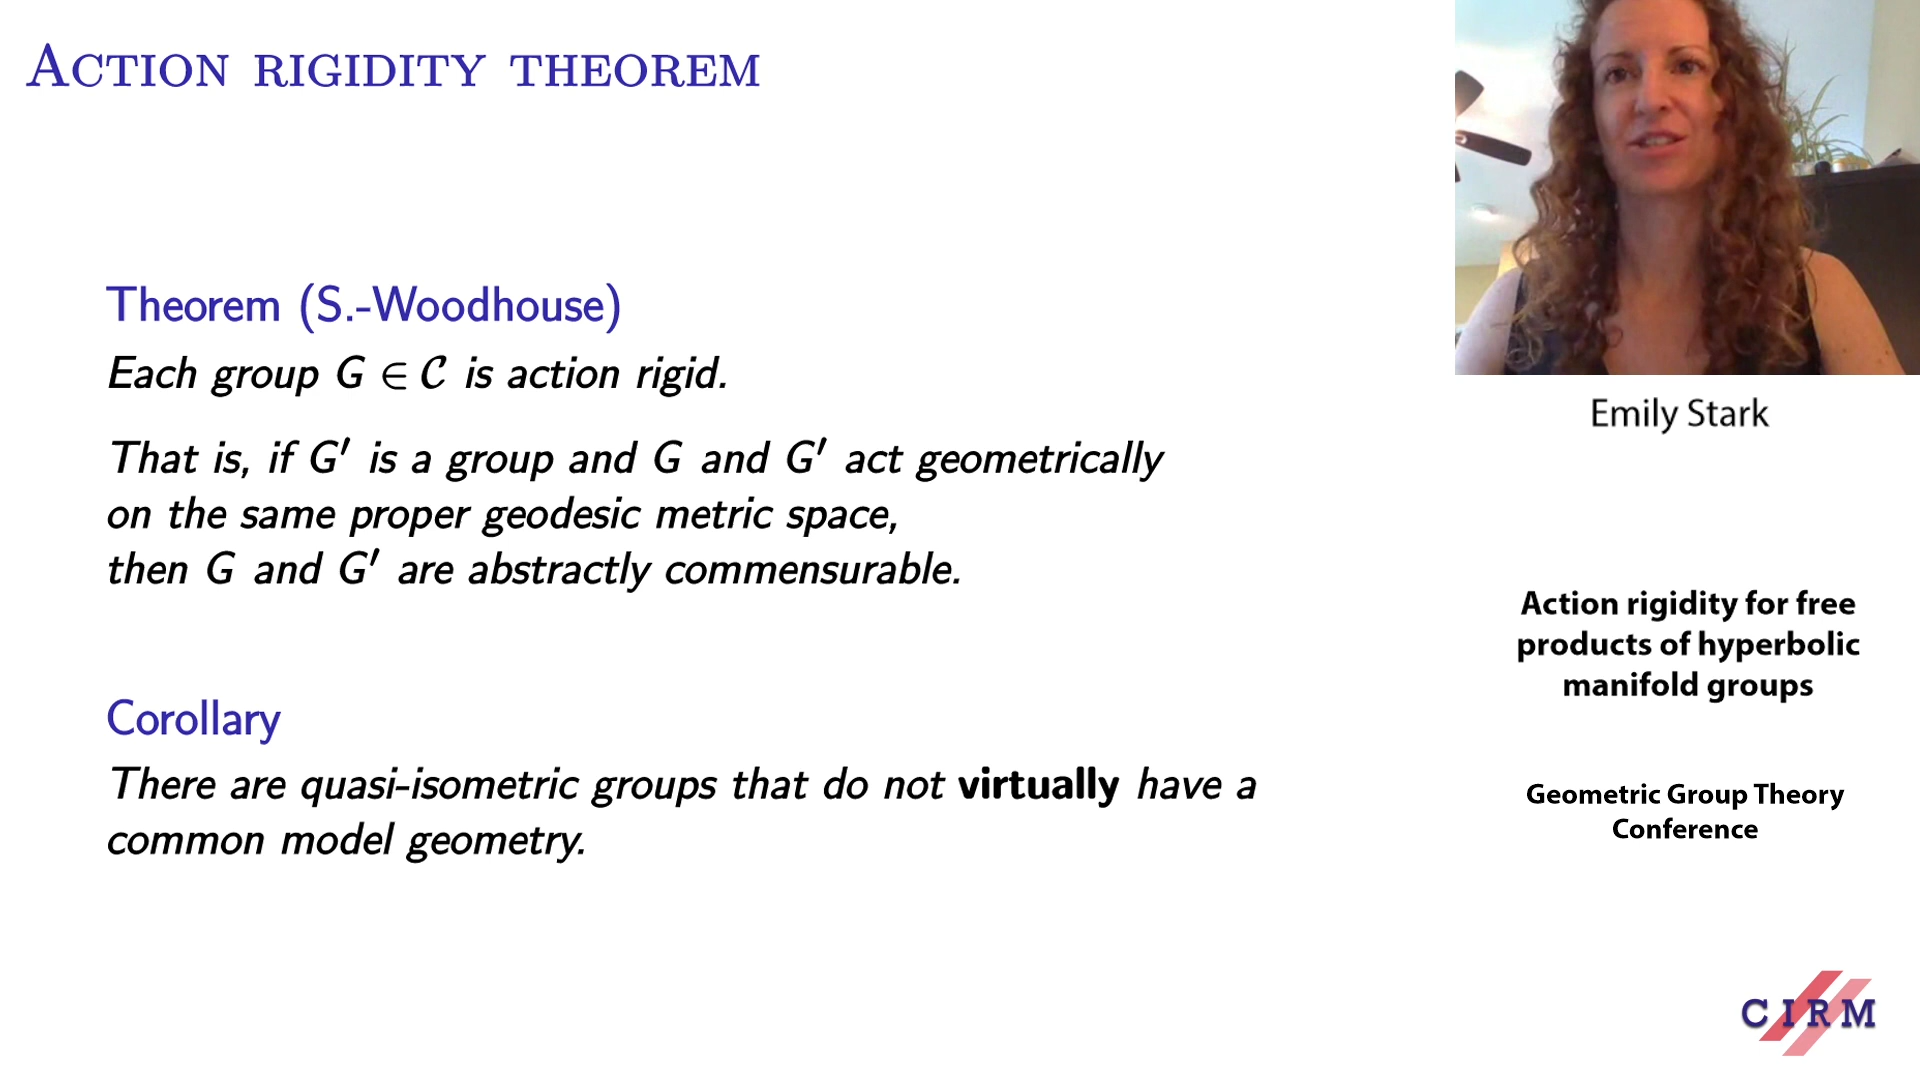 Action rigidity theorem
Theorem (S.-Woodhouse)
Each group G ∈ 𝒞 is action rigid.
That is, if G′ is a group and G and G′ act geometrically
on the same proper geodesic metric space,
then G and G′ are abstractly commensurable.
Corollary
There are quasi-isometric groups that do not virtually have a
common model geometry.
Emily Stark
Action rigidity for free
products of hyperbolic
manifold groups
Geometric Group Theory
Conference
CIRM